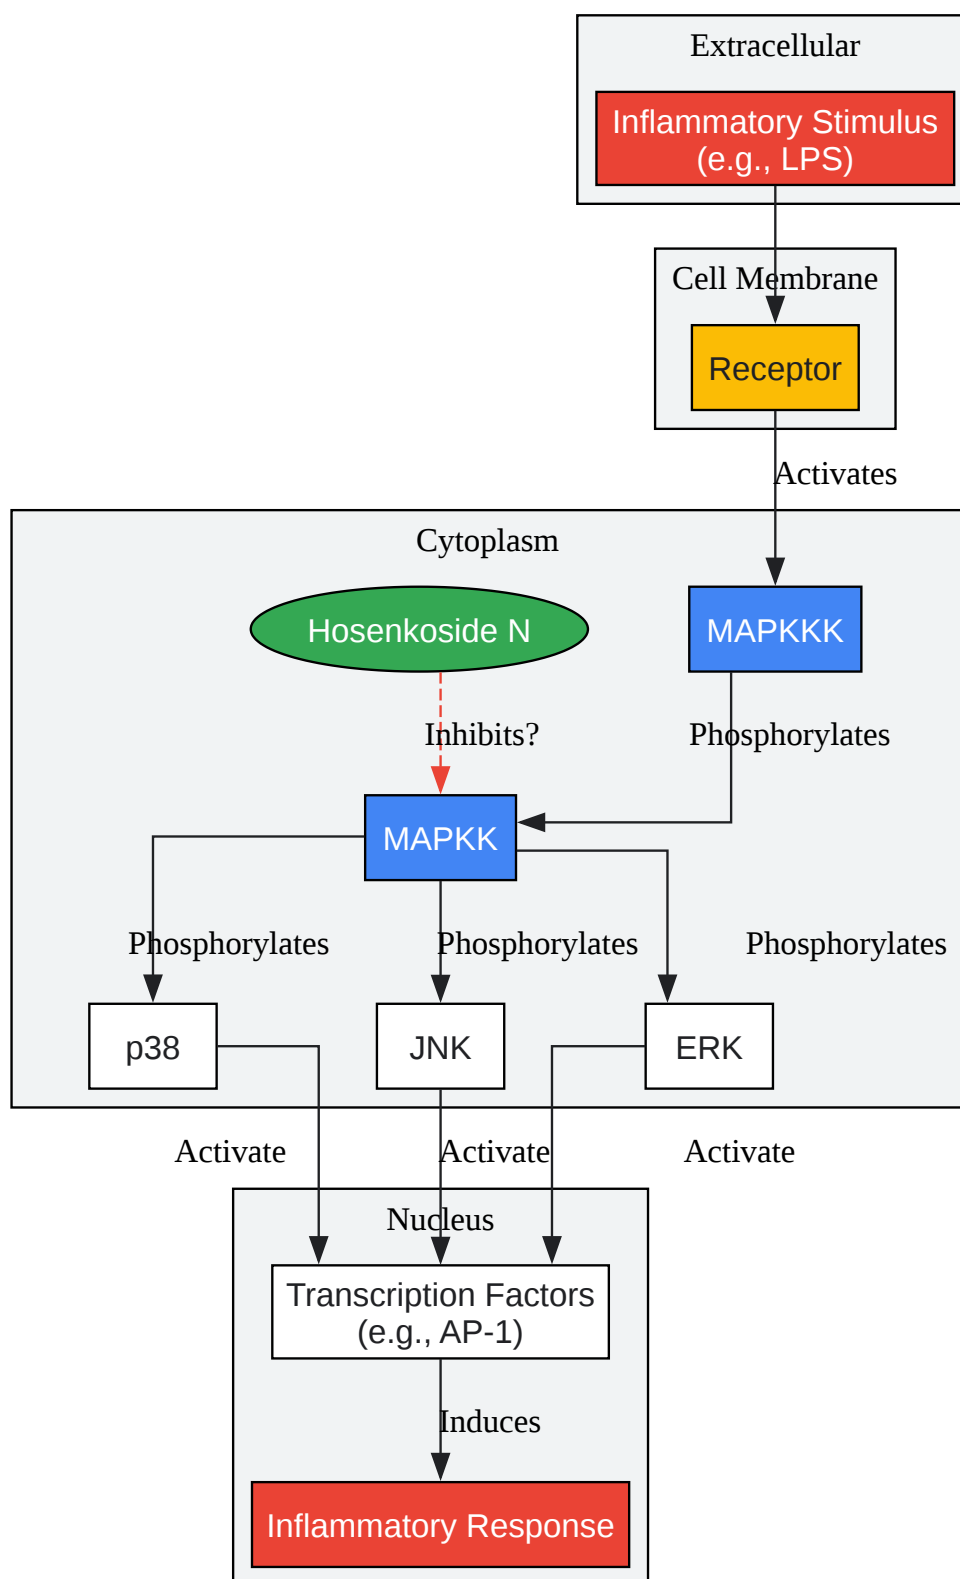 Extracellular
Inflammatory Stimulus
(e.g., LPS)
Cell Membrane
Receptor
Activates
Cytoplasm
Hosenkoside N
MAPKKK
Inhibits?
Phosphorylates
MAPKK
Phosphorylates
Phosphorylates
Phosphorylates
p38
JNK
ERK
Activate
Activate
Activate
Nucleus
Transcription Factors
(e.g., AP-1)
Induces
Inflammatory Response